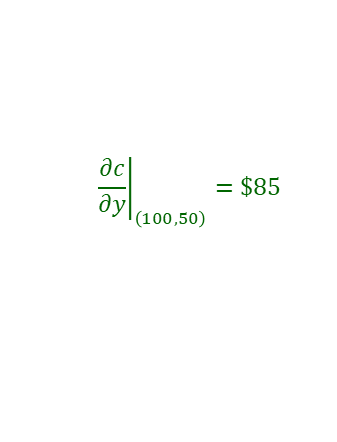 ∂c/∂y|(100,50) = $85